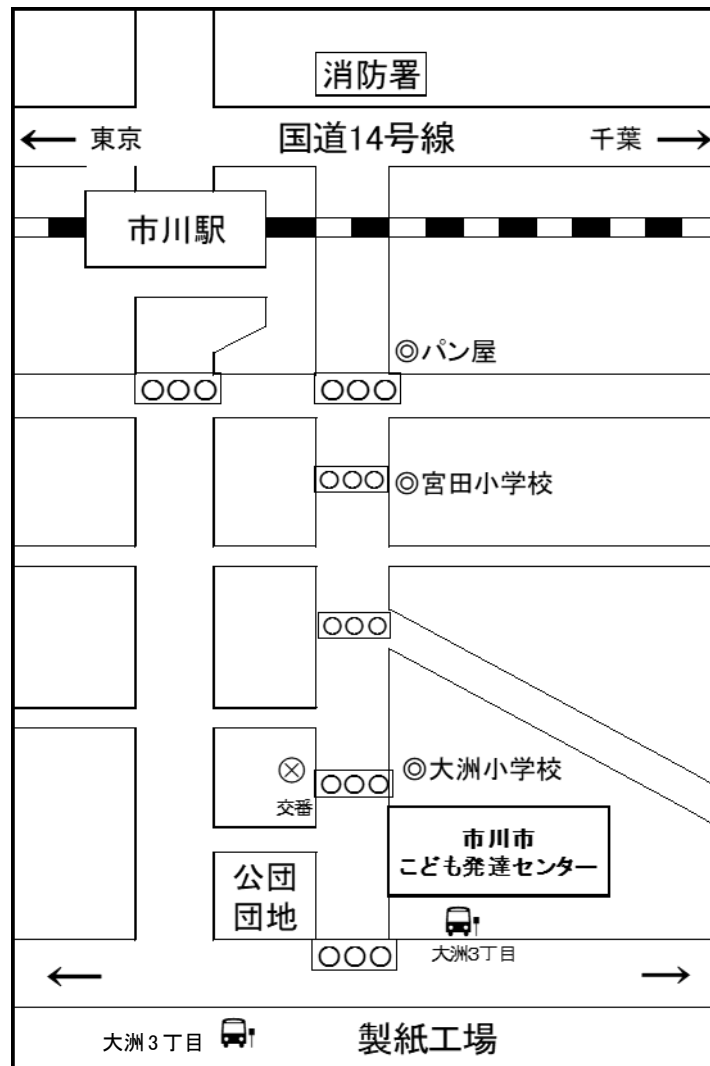 消防署
東京
国道14号線
千葉
市川駅
◎パン屋
◎宮田小学校
◎大洲小学校
交番
市川市
こども発達センター
公団
団地
大洲3丁目
大洲3丁目
製紙工場